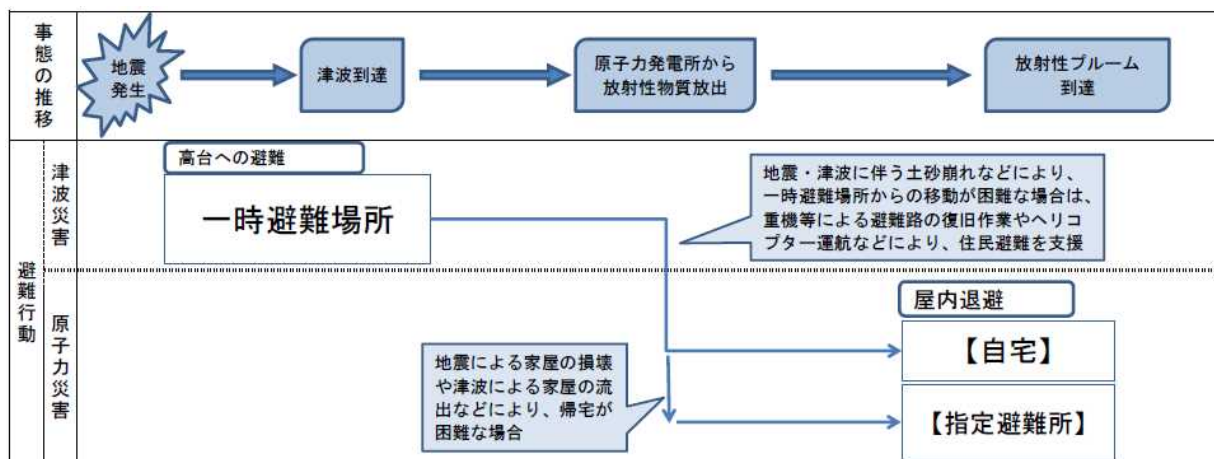 事態の推移
地震
発生
津波到達
原子力発電所から
放射性物質放出
放射性プルーム
到達
避難行動
津波災害
高台への避難
一時避難場所
地震・津波に伴う土砂崩れなどにより、
一時避難場所からの移動が困難な場合は、
重機等による避難路の復旧作業やヘリコ
プター運航などにより、住民避難を支援
原子力災害
屋内退避
【自宅】
地震による家屋の損壊
や津波による家屋の流
出などにより、帰宅が
困難な場合
【指定避難所】